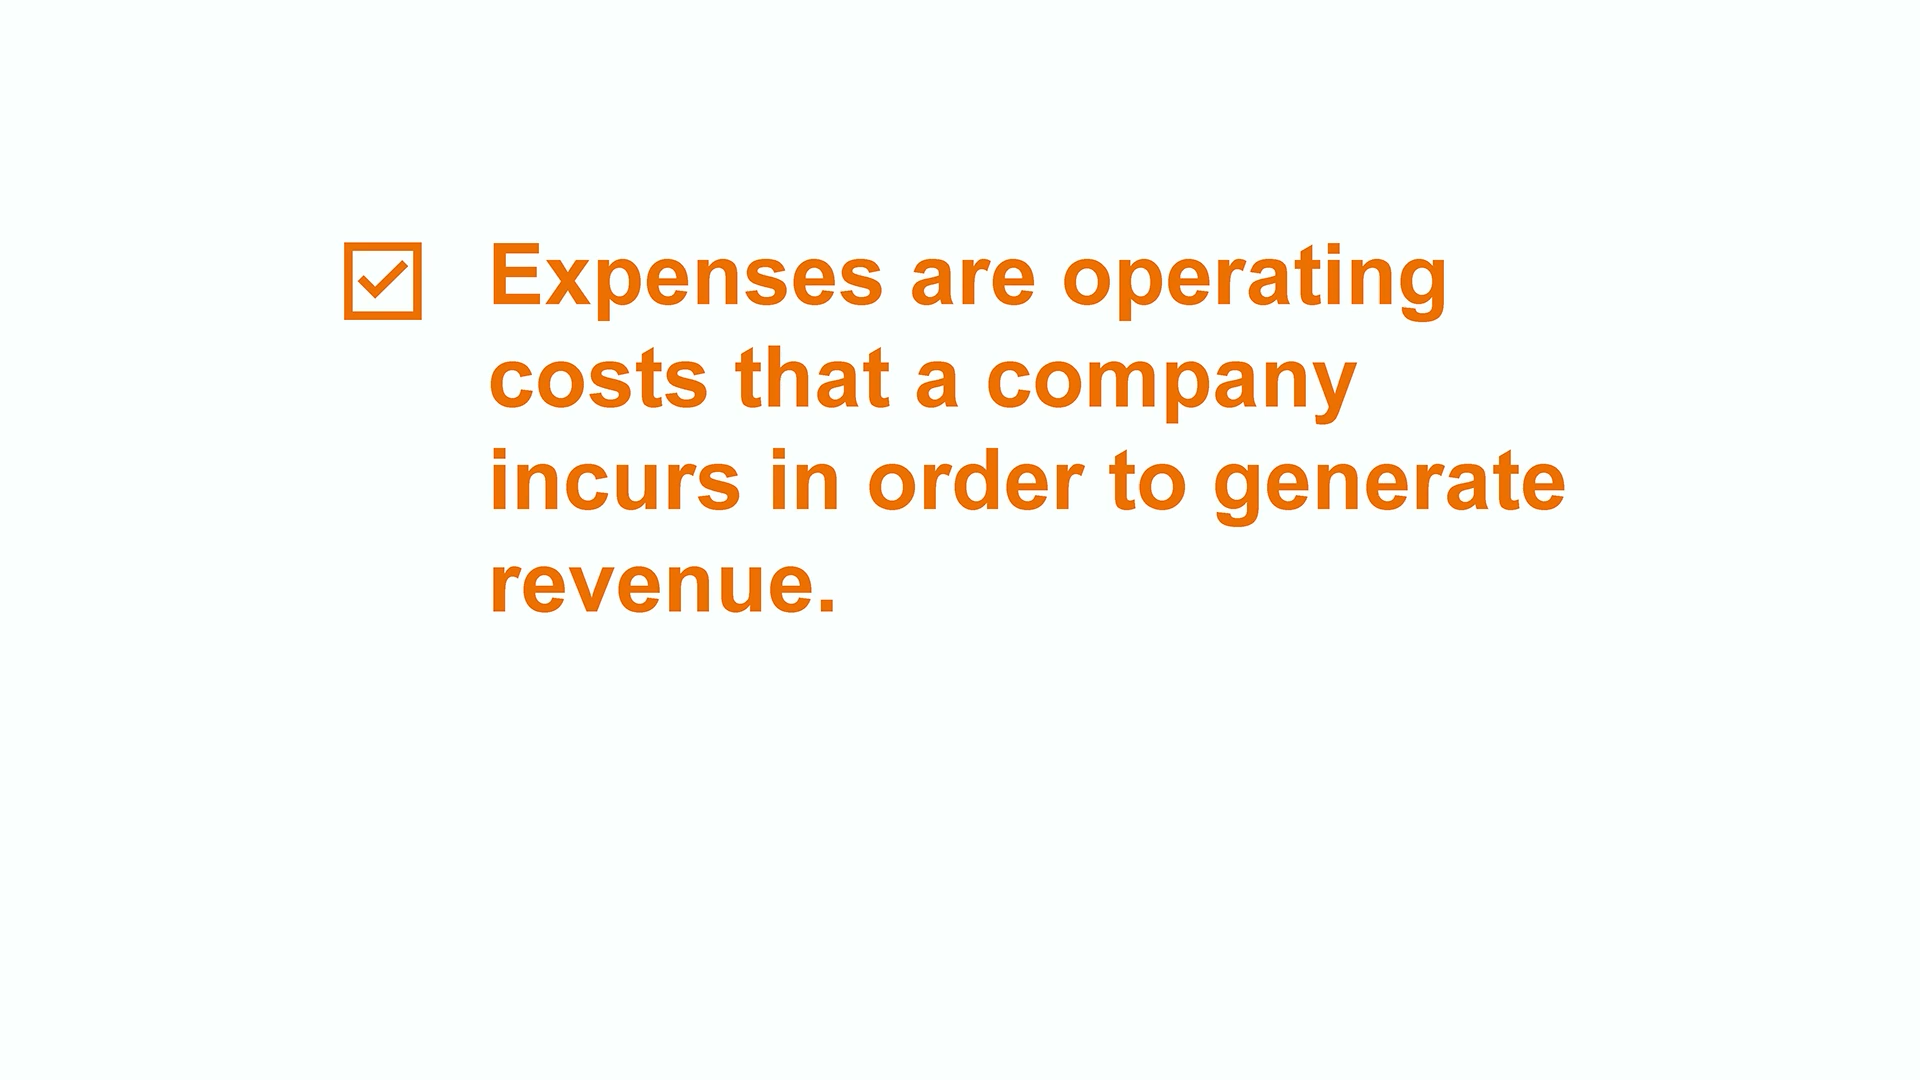 Expenses are operating
costs that a company
incurs in order to generate
revenue.